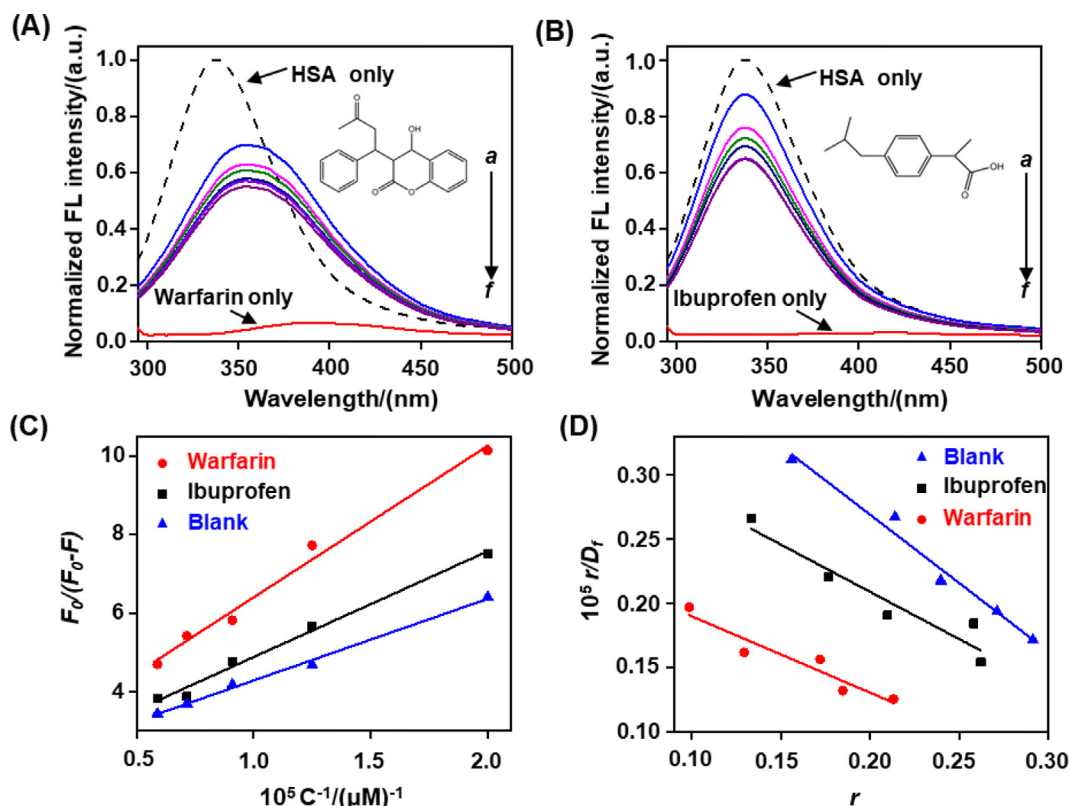 (A)
Normalized FL intensity/(a.u.)
1.0
0.8
0.6
0.4
0.2
0.0
HSA only
O
OH
O
O
a
f
Warfarin only
300
350
400
450
500
Wavelength/(nm)
(B)
Normalized FL intensity/(a.u.)
1.0
0.8
0.6
0.4
0.2
0.0
HSA only
OH
O
a
f
Ibuprofen only
300
350
400
450
500
Wavelength/(nm)
(C)
F₀/(F₀-F)
10
8
6
4
Warfarin
Ibuprofen
Blank
0.5
1.0
1.5
2.0
10⁵ C⁻¹/(μM)⁻¹
(D)
10⁵ r/D_f
0.30
0.25
0.20
0.15
0.10
Blank
Ibuprofen
Warfarin
0.10
0.15
0.20
0.25
0.30
r